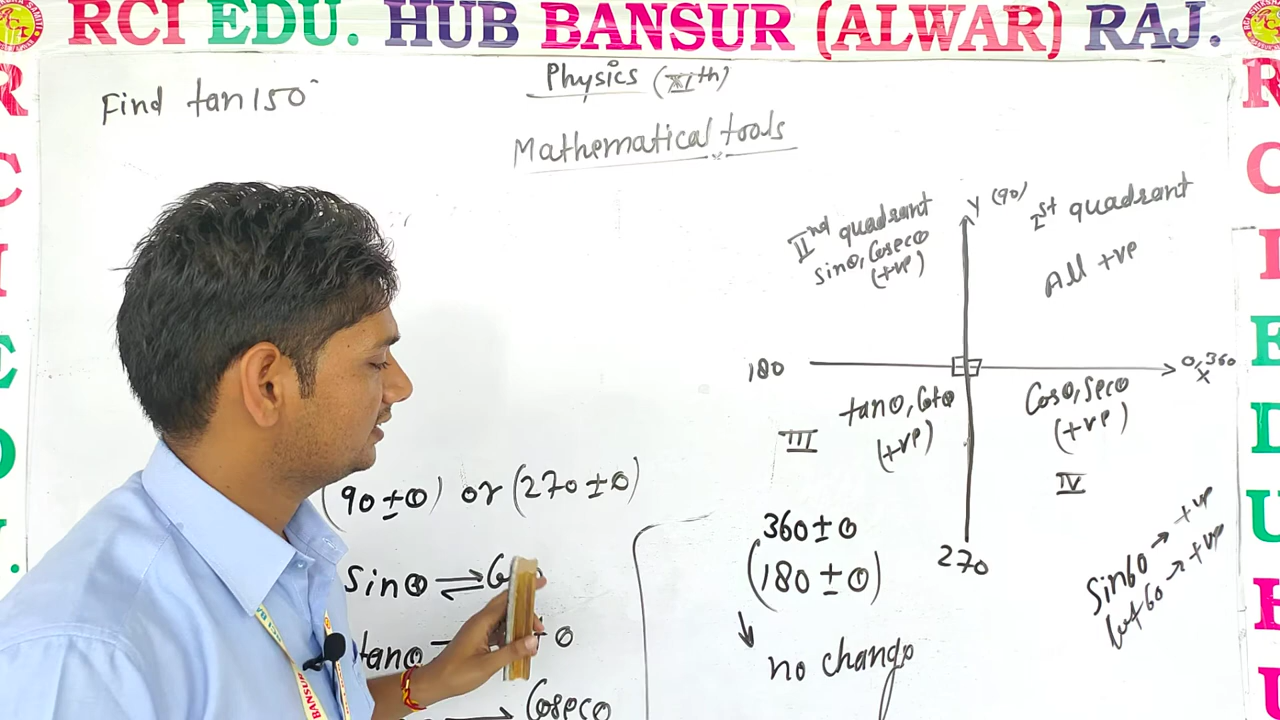 RCI EDU. HUB BANSUR (ALWAR) RAJ.
Find tan150°
Physics (XIth)
Mathematical tools
IInd quadrant
sinθ, Cosecθ
(+ve)
Y (90)
Ist quadrant
All +ve
180
0, 360
X
tanθ, Cotθ
(+ve)
III
Cosθ, Secθ
(+ve)
IV
270
(90±θ) or (270±θ)
Sinθ ⇌
tanθ
Cosecθ
360±θ
(180±θ)
↓
no change
Sin60 → +ve
Cot60 → +ve
R
C
I
E
D
U
R
C
I
E
D
U